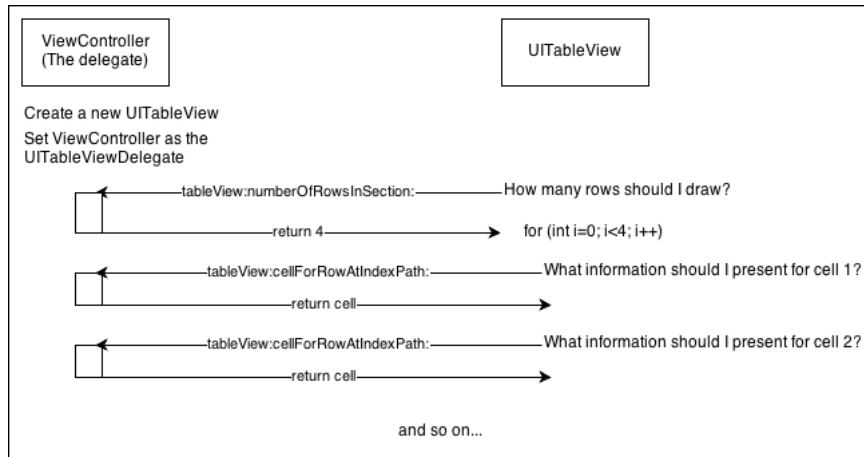 ViewController
(The delegate)
UITableView
Create a new UITableView
Set ViewController as the
UITableViewDelegate
tableView:numberOfRowsInSection:
How many rows should I draw?
return 4
for (int i=0; i<4; i++)
tableView:cellForRowAtIndexPath:
What information should I present for cell 1?
return cell
tableView:cellForRowAtIndexPath:
What information should I present for cell 2?
return cell
and so on...